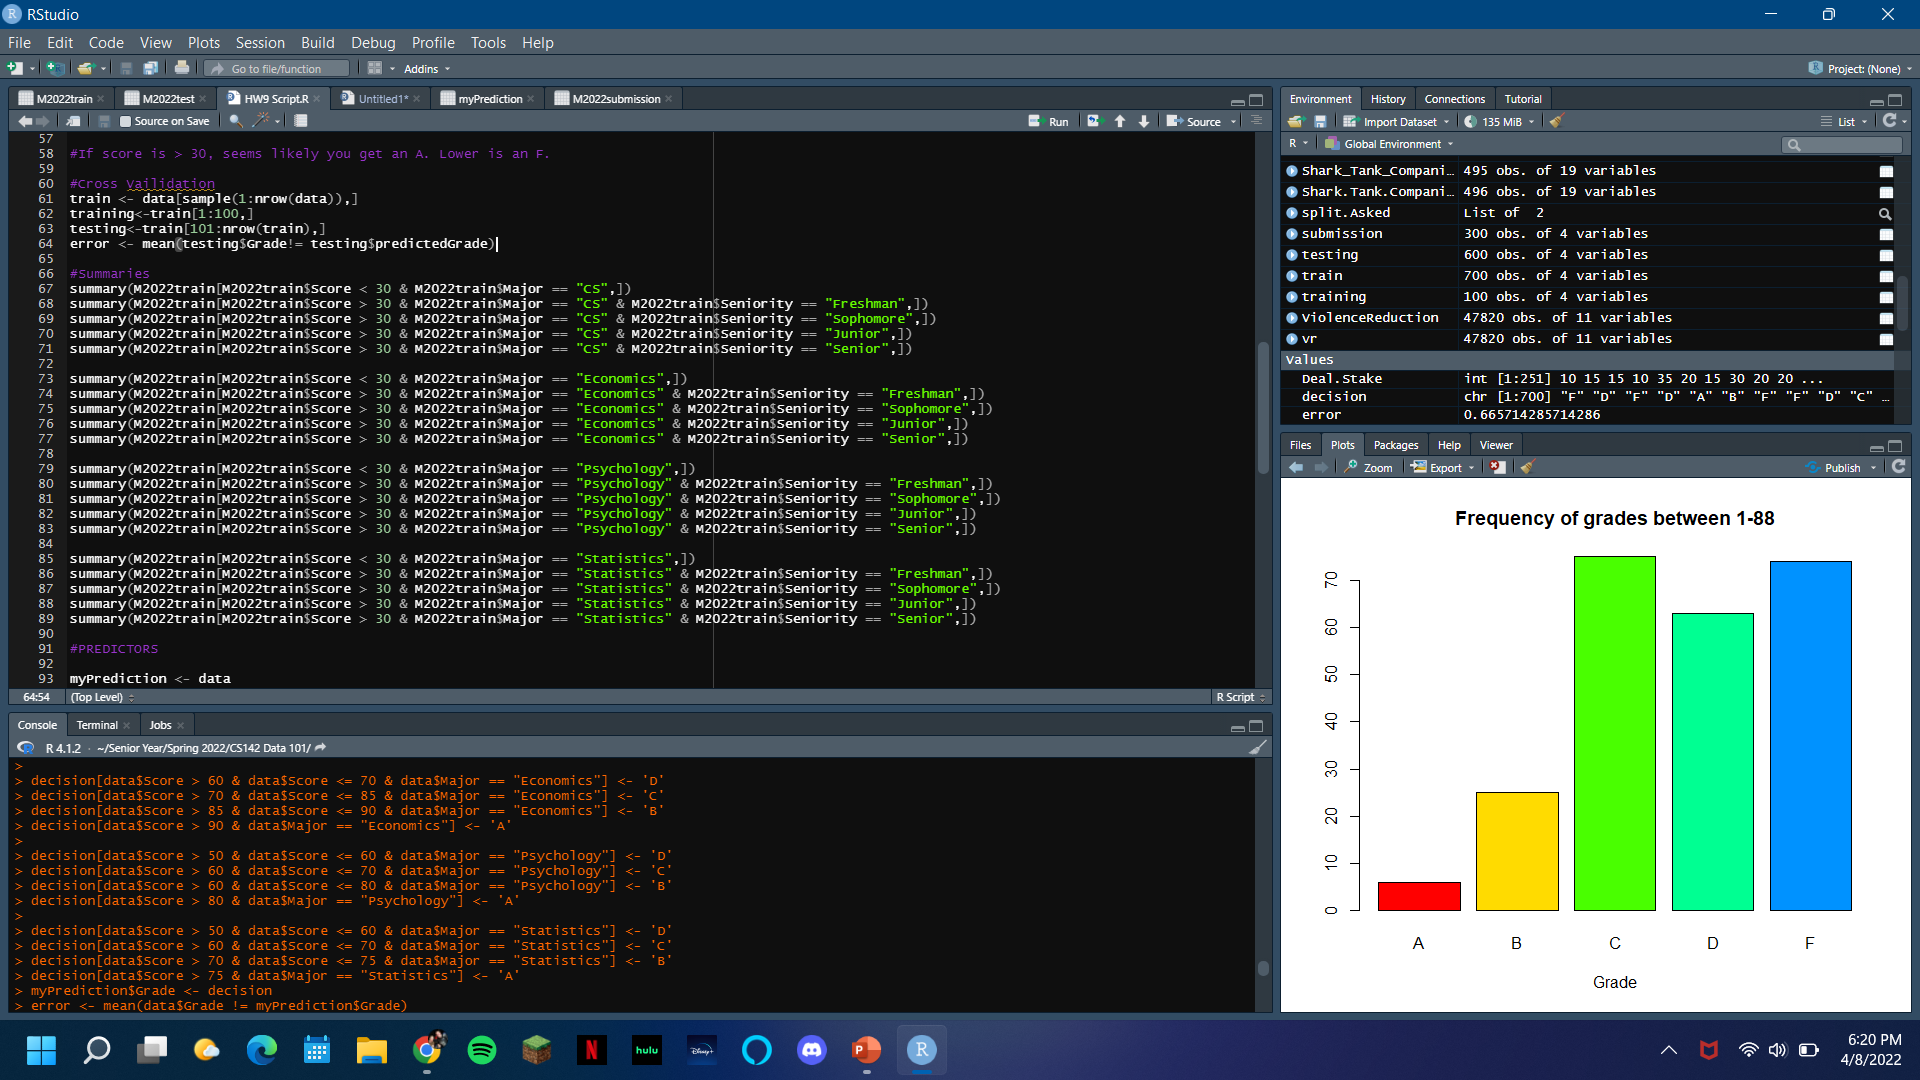 RStudio
File Edit Code View Plots Session Build Debug Profile Tools Help
Go to file/function Addins Project: (None)
M2022train M2022test HW9 Script.R Untitled1* myPrediction M2022submission
Source on Save Run Source
57
58 #If score is > 30, seems likely you get an A. Lower is an F.
59
60 #Cross Vailidation
61 train <- data[sample(1:nrow(data)),]
62 training<-train[1:100,]
63 testing<-train[101:nrow(train),]
64 error <- mean(testing$Grade!= testing$predictedGrade)
65
66 #Summaries
67 summary(M2022train[M2022train$Score < 30 & M2022train$Major == "CS",])
68 summary(M2022train[M2022train$Score > 30 & M2022train$Major == "CS" & M2022train$Seniority == "Freshman",])
69 summary(M2022train[M2022train$Score > 30 & M2022train$Major == "CS" & M2022train$Seniority == "Sophomore",])
70 summary(M2022train[M2022train$Score > 30 & M2022train$Major == "CS" & M2022train$Seniority == "Junior",])
71 summary(M2022train[M2022train$Score > 30 & M2022train$Major == "CS" & M2022train$Seniority == "Senior",])
72
73 summary(M2022train[M2022train$Score < 30 & M2022train$Major == "Economics",])
74 summary(M2022train[M2022train$Score > 30 & M2022train$Major == "Economics" & M2022train$Seniority == "Freshman",])
75 summary(M2022train[M2022train$Score > 30 & M2022train$Major == "Economics" & M2022train$Seniority == "Sophomore",])
76 summary(M2022train[M2022train$Score > 30 & M2022train$Major == "Economics" & M2022train$Seniority == "Junior",])
77 summary(M2022train[M2022train$Score > 30 & M2022train$Major == "Economics" & M2022train$Seniority == "Senior",])
78
79 summary(M2022train[M2022train$Score < 30 & M2022train$Major == "Psychology",])
80 summary(M2022train[M2022train$Score > 30 & M2022train$Major == "Psychology" & M2022train$Seniority == "Freshman",])
81 summary(M2022train[M2022train$Score > 30 & M2022train$Major == "Psychology" & M2022train$Seniority == "Sophomore",])
82 summary(M2022train[M2022train$Score > 30 & M2022train$Major == "Psychology" & M2022train$Seniority == "Junior",])
83 summary(M2022train[M2022train$Score > 30 & M2022train$Major == "Psychology" & M2022train$Seniority == "Senior",])
84
85 summary(M2022train[M2022train$Score < 30 & M2022train$Major == "Statistics",])
86 summary(M2022train[M2022train$Score > 30 & M2022train$Major == "Statistics" & M2022train$Seniority == "Freshman",])
87 summary(M2022train[M2022train$Score > 30 & M2022train$Major == "Statistics" & M2022train$Seniority == "Sophomore",])
88 summary(M2022train[M2022train$Score > 30 & M2022train$Major == "Statistics" & M2022train$Seniority == "Junior",])
89 summary(M2022train[M2022train$Score > 30 & M2022train$Major == "Statistics" & M2022train$Seniority == "Senior",])
90
91 #PREDICTORS
92
93 myPrediction <- data
64:54 (Top Level) R Script
Console Terminal Jobs
R 4.1.2 · ~/Senior Year/Spring 2022/CS142 Data 101/
>
> decision[data$Score > 60 & data$Score <= 70 & data$Major == "Economics"] <- 'D'
> decision[data$Score > 70 & data$Score <= 85 & data$Major == "Economics"] <- 'C'
> decision[data$Score > 85 & data$Score <= 90 & data$Major == "Economics"] <- 'B'
> decision[data$Score > 90 & data$Major == "Economics"] <- 'A'
>
> decision[data$Score > 50 & data$Score <= 60 & data$Major == "Psychology"] <- 'D'
> decision[data$Score > 60 & data$Score <= 70 & data$Major == "Psychology"] <- 'C'
> decision[data$Score > 60 & data$Score <= 80 & data$Major == "Psychology"] <- 'B'
> decision[data$Score > 80 & data$Major == "Psychology"] <- 'A'
>
> decision[data$Score > 50 & data$Score <= 60 & data$Major == "Statistics"] <- 'D'
> decision[data$Score > 60 & data$Score <= 70 & data$Major == "Statistics"] <- 'C'
> decision[data$Score > 70 & data$Score <= 75 & data$Major == "Statistics"] <- 'B'
> decision[data$Score > 75 & data$Major == "Statistics"] <- 'A'
> myPrediction$Grade <- decision
> error <- mean(data$Grade != myPrediction$Grade)
Environment History Connections Tutorial
Import Dataset 135 MiB List
R Global Environment
Shark_Tank_Compani… 495 obs. of 19 variables
Shark.Tank.Compani… 496 obs. of 19 variables
split.Asked List of 2
submission 300 obs. of 4 variables
testing 600 obs. of 4 variables
train 700 obs. of 4 variables
training 100 obs. of 4 variables
ViolenceReduction 47820 obs. of 11 variables
vr 47820 obs. of 11 variables
Values
Deal.Stake int [1:251] 10 15 15 10 35 20 15 30 20 20 ...
decision chr [1:700] "F" "D" "F" "D" "A" "B" "F" "F" "D" "C" …
error 0.665714285714286
Files Plots Packages Help Viewer
Zoom Export Publish
Frequency of grades between 1-88
70
60
50
40
30
20
10
0
A B C D F
Grade
N hulu Disney+ P R
6:20 PM
4/8/2022